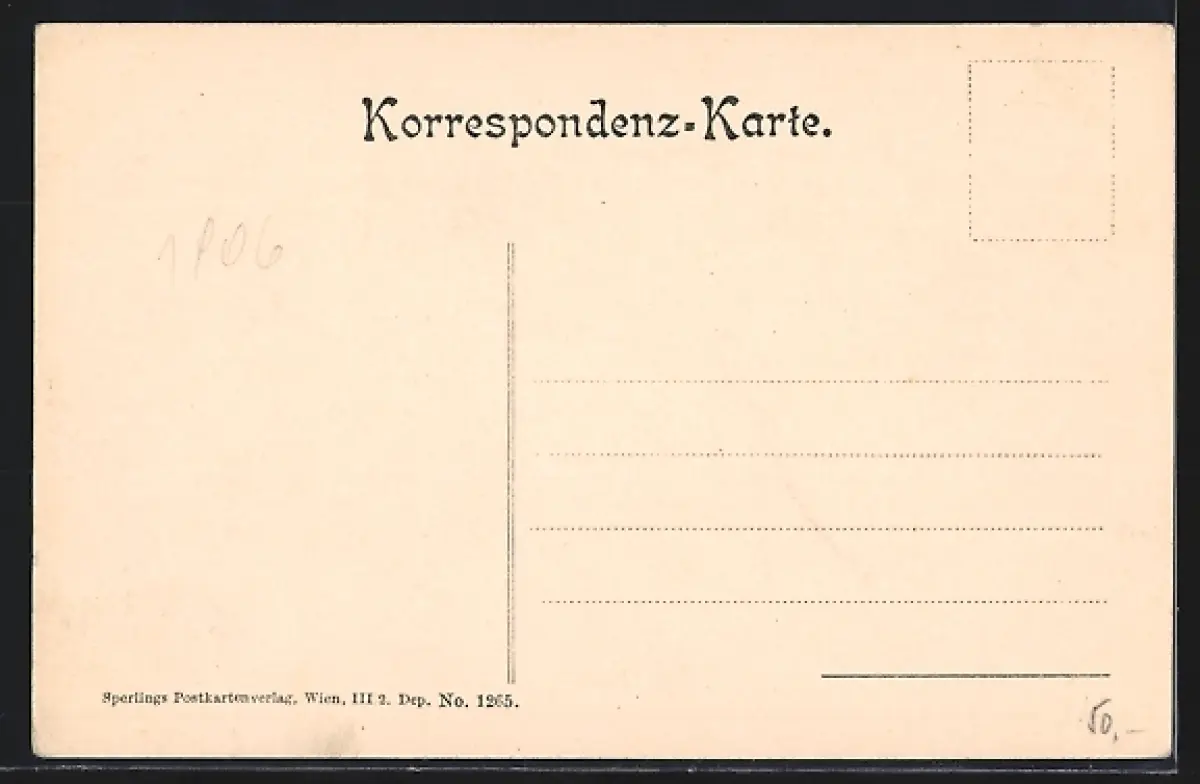 Korrespondenz-Karte.
1906
Sperlings Postkartenverlag, Wien, III 2. Dep. No. 1265.
50,-